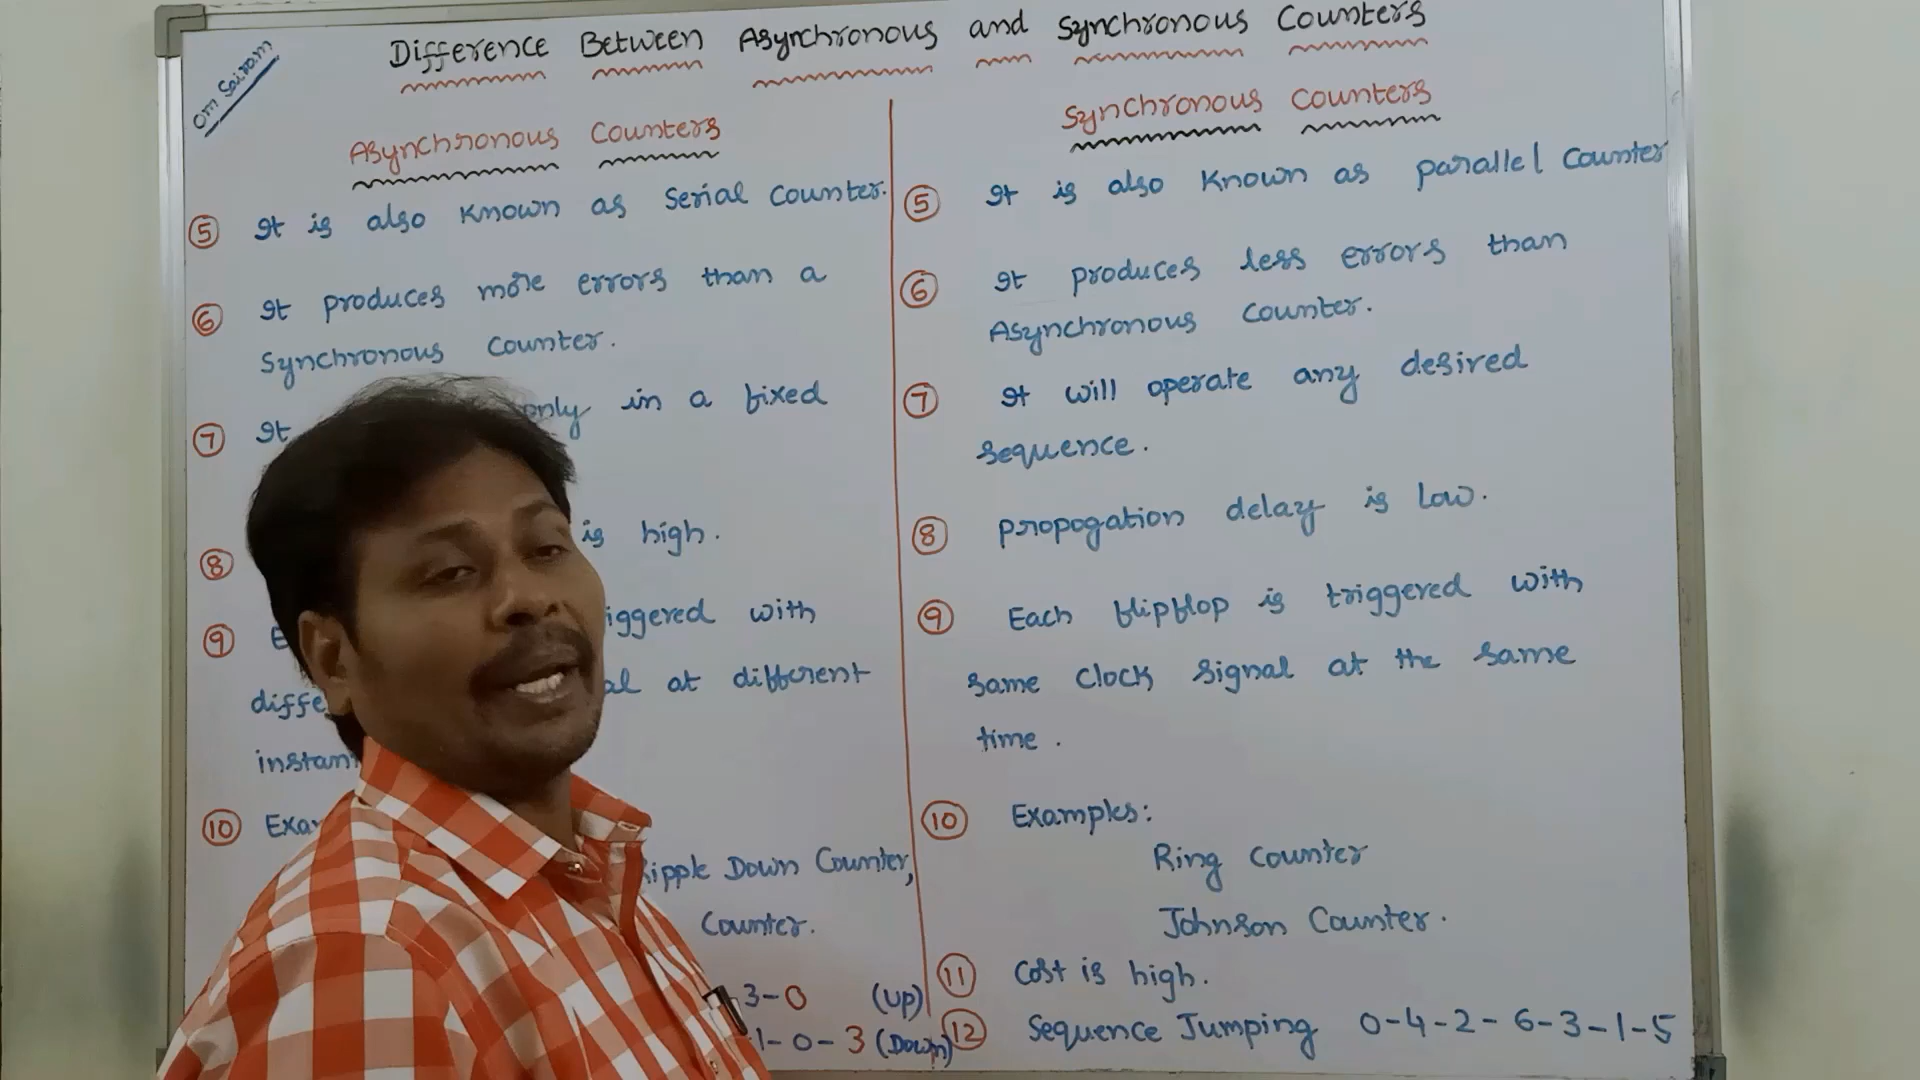 Om Sairam
Difference Between Asynchronous and Synchronous Counters
Asynchronous Counters
⑤ It is also known as Serial Counter.
⑥ It produces more errors than a
Synchronous Counter.
⑦ It only in a fixed
⑧ is high.
⑨ with
at different
⑩
Ripple Down Counter,
Counter.
3-0 (Up)
1-0-3 (Down)
Synchronous Counters
⑤ It is also known as parallel Counter
⑥ It produces less errors than
Asynchronous Counter.
⑦ It will operate any desired
sequence.
⑧ propogation delay is Low.
⑨ Each flipflop is triggered with
same Clock Signal at the same
time.
⑩ Examples:
Ring Counter
Johnson Counter.
⑪ Cost is high.
⑫ Sequence Jumping 0-4-2-6-3-1-5